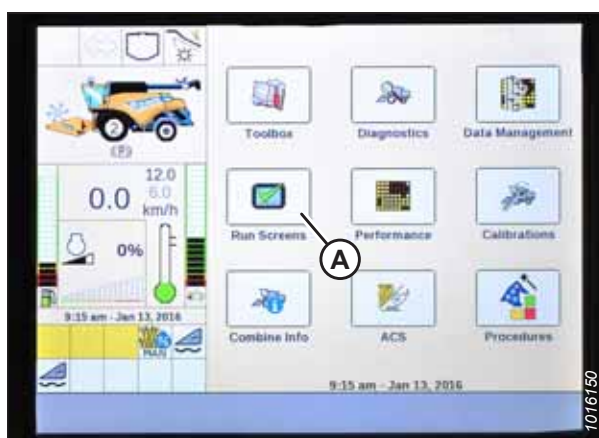 2
(P)
12.0
6.0
0.0
km/h
0%
9:15 am - Jan 13, 2016
MAN
Toolbox
Diagnostics
Data Management
Run Screens
Performance
Calibrations
A
Combine Info
ACS
Procedures
9:15 am - Jan 13, 2016
1016150